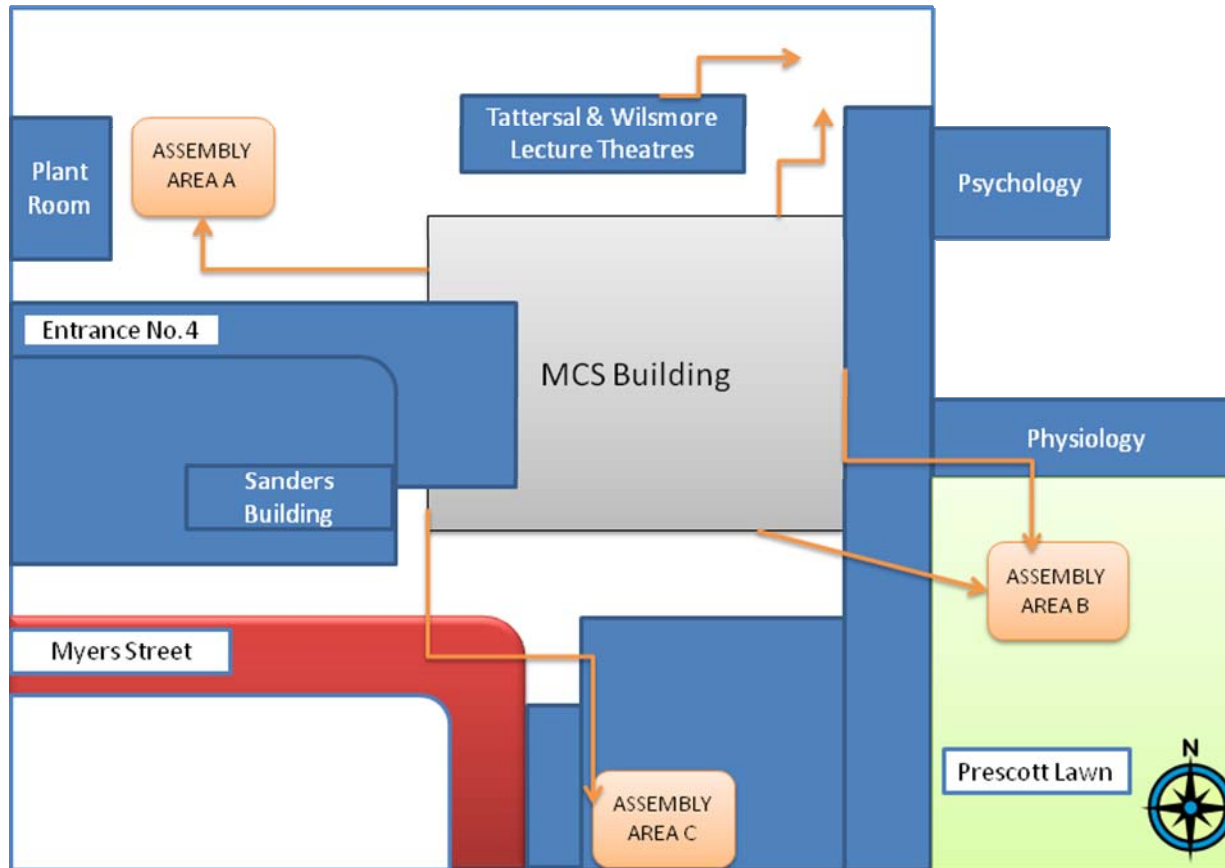 Tattersal & Wilsmore
Lecture Theatres
Plant
Room
ASSEMBLY
AREA A
Psychology
Entrance No.4
MCS Building
Physiology
Sanders
Building
ASSEMBLY
AREA B
Myers Street
N
Prescott Lawn
ASSEMBLY
AREA C